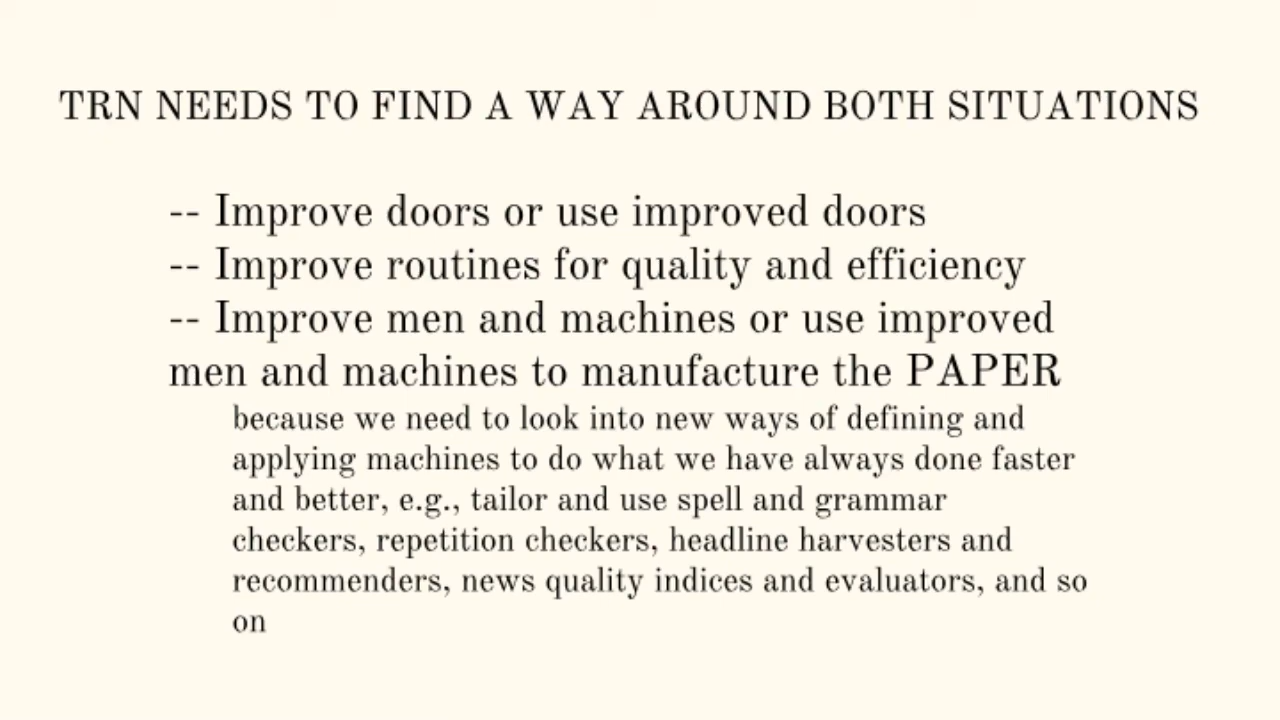 TRN NEEDS TO FIND A WAY AROUND BOTH SITUATIONS
-- Improve doors or use improved doors
-- Improve routines for quality and efficiency
-- Improve men and machines or use improved
men and machines to manufacture the PAPER
because we need to look into new ways of defining and
applying machines to do what we have always done faster
and better, e.g., tailor and use spell and grammar
checkers, repetition checkers, headline harvesters and
recommenders, news quality indices and evaluators, and so
on